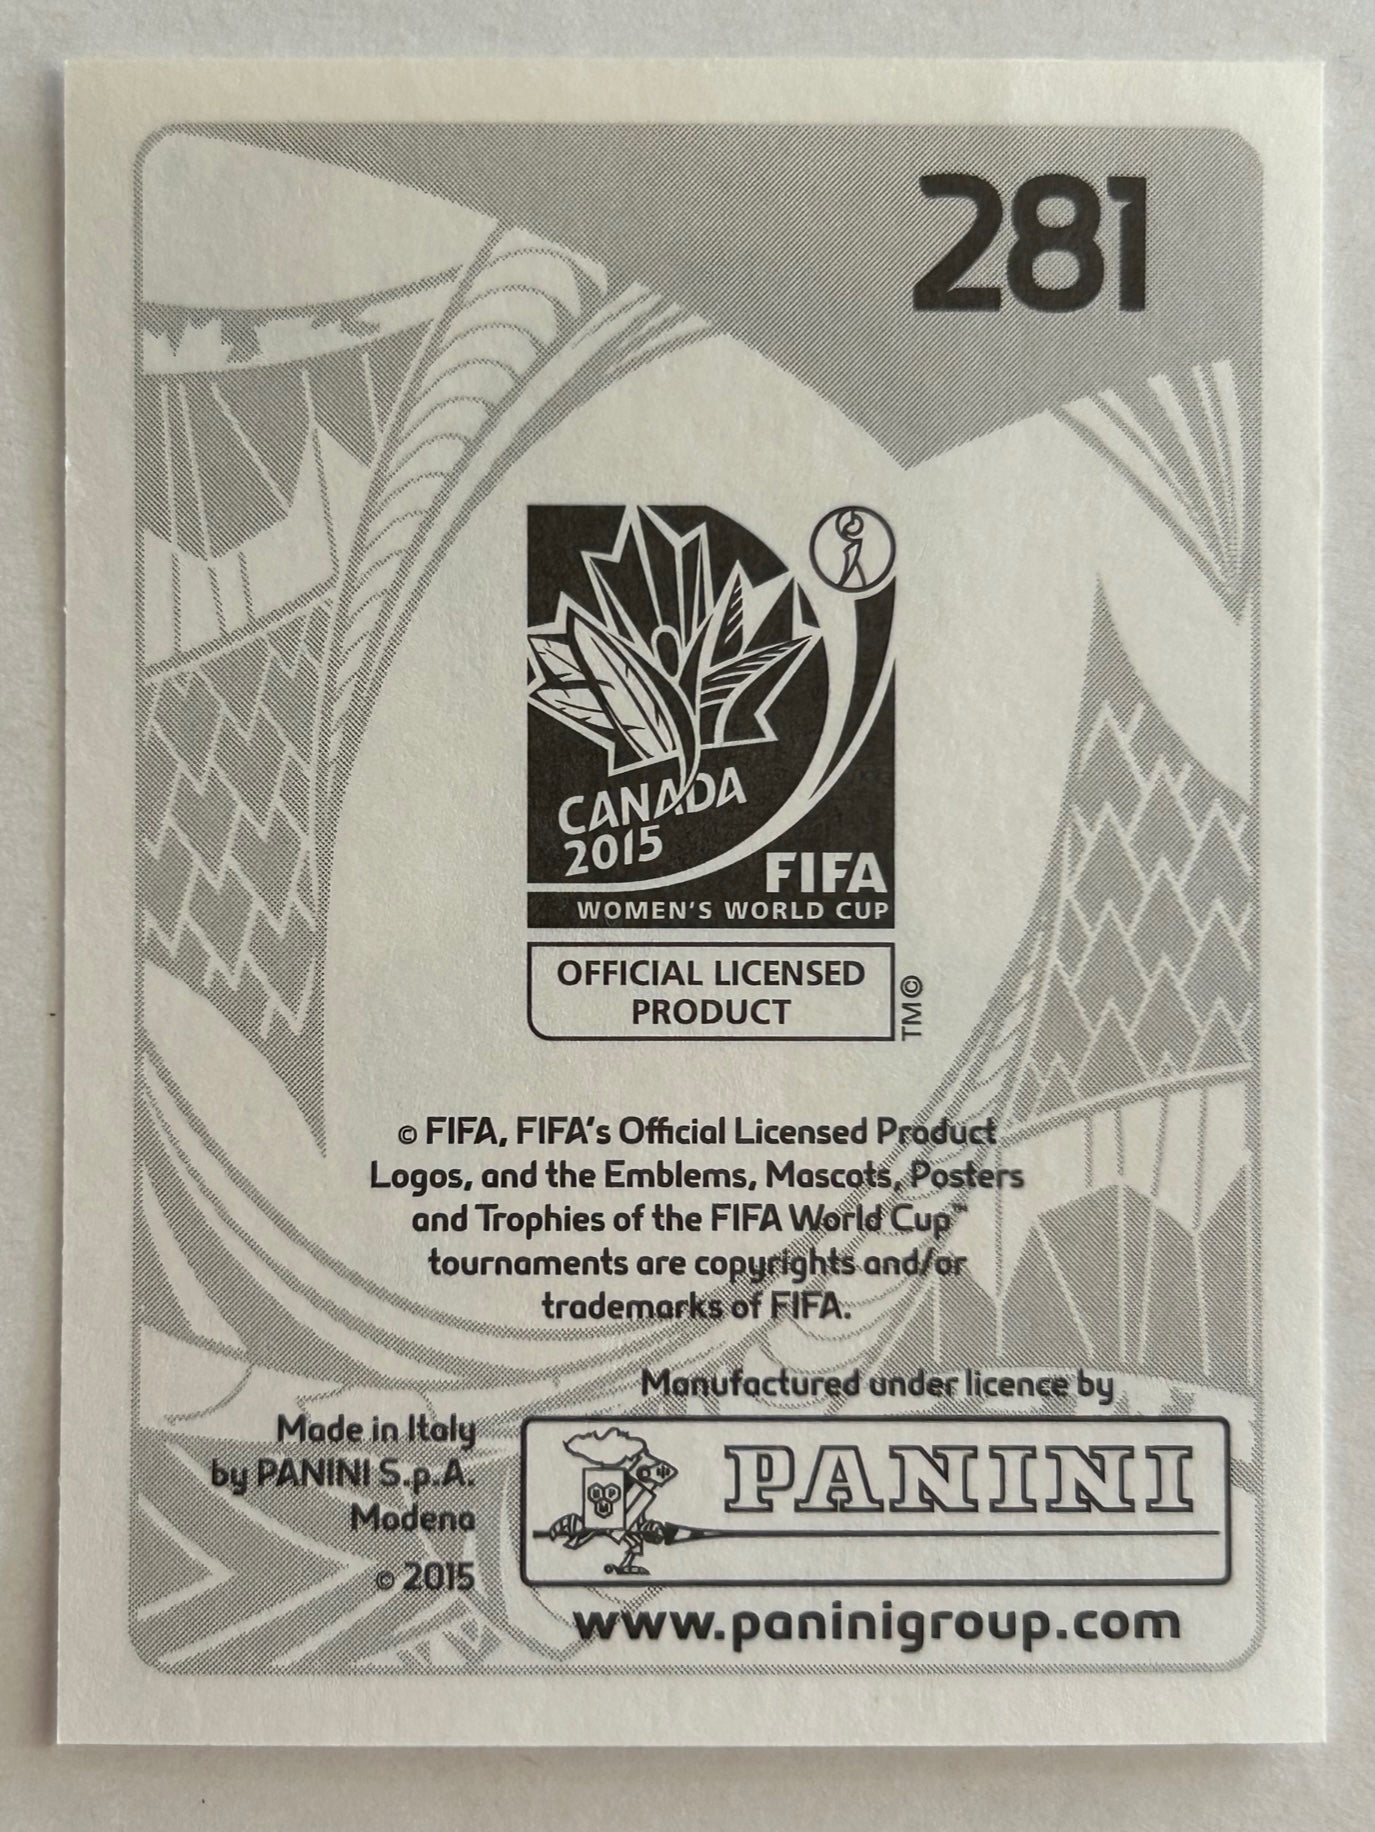 281
CANADA
2015
FIFA
WOMEN'S WORLD CUP
OFFICIAL LICENSED
PRODUCT
TM©
© FIFA, FIFA's Official Licensed Product
Logos, and the Emblems, Mascots, Posters
and Trophies of the FIFA World Cup™
tournaments are copyrights and/or
trademarks of FIFA.
Manufactured under licence by
Made in Italy
by PANINI S.p.A.
Modena
© 2015
PANINI
www.paninigroup.com